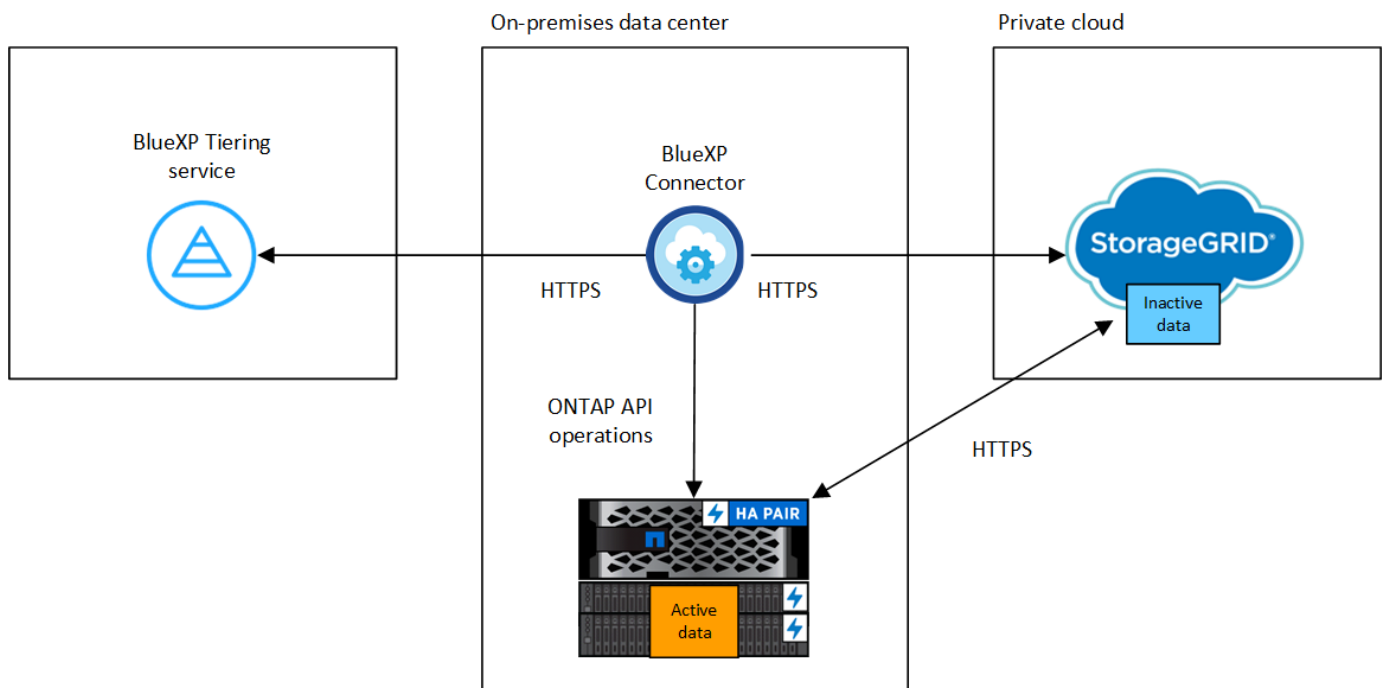 On-premises data center
Private cloud
BlueXP Tiering
service
BlueXP
Connector
StorageGRID®
Inactive
data
HTTPS
HTTPS
ONTAP API
operations
HTTPS
HA PAIR
Active
data